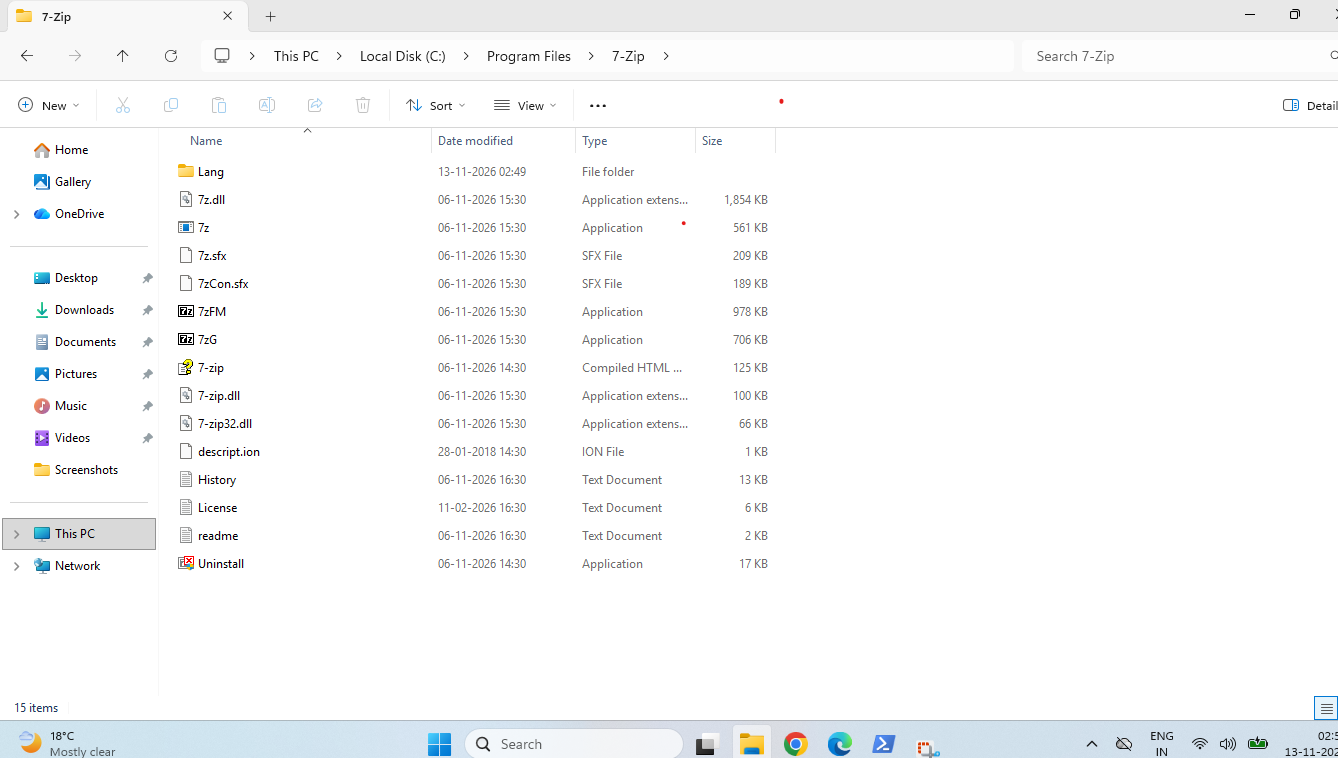 7-Zip
This PC Local Disk (C:) Program Files 7-Zip Search 7-Zip
New Sort View
Name Date modified Type Size
Home
Gallery
OneDrive
Desktop
Downloads
Documents
Pictures
Music
Videos
Screenshots
This PC
Network
Lang 13-11-2026 02:49 File folder
7z.dll 06-11-2026 15:30 Application extens... 1,854 KB
7z 06-11-2026 15:30 Application 561 KB
7z.sfx 06-11-2026 15:30 SFX File 209 KB
7zCon.sfx 06-11-2026 15:30 SFX File 189 KB
7zFM 06-11-2026 15:30 Application 978 KB
7zG 06-11-2026 15:30 Application 706 KB
7-zip 06-11-2026 14:30 Compiled HTML ... 125 KB
7-zip.dll 06-11-2026 15:30 Application extens... 100 KB
7-zip32.dll 06-11-2026 15:30 Application extens... 66 KB
descript.ion 28-01-2018 14:30 ION File 1 KB
History 06-11-2026 16:30 Text Document 13 KB
License 11-02-2026 16:30 Text Document 6 KB
readme 06-11-2026 16:30 Text Document 2 KB
Uninstall 06-11-2026 14:30 Application 17 KB
15 items
18°C
Mostly clear
Search
ENG
IN